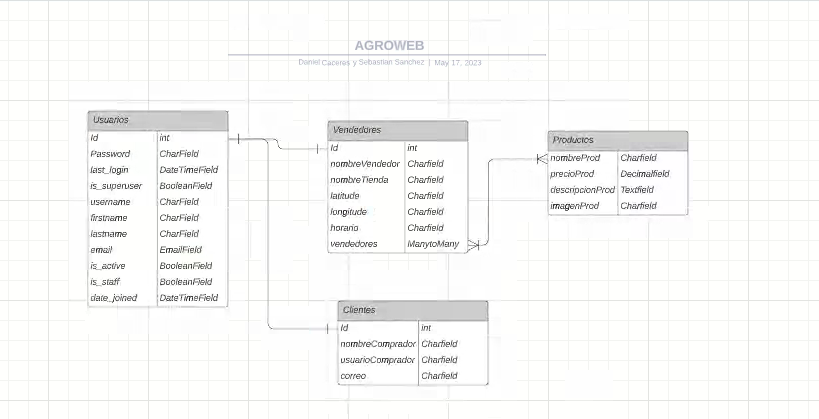 AGROWEB
Daniel Caceres y Sebastian Sanchez | May 17, 2023
Usuarios
Id int
Password CharField
last_login DateTimeField
is_superuser BooleanField
username CharField
firstname CharField
lastname CharField
email EmailField
is_active BooleanField
is_staff BooleanField
date_joined DateTimeField
Vendedores
Id int
nombreVendedor Charfield
nombreTienda Charfield
latitude Charfield
longitude Charfield
horario Charfield
vendedores ManytoMany
Productos
nombreProd Charfield
precioProd Decimalfield
descripcionProd Textfield
imagenProd Charfield
Clientes
Id int
nombreComprador Charfield
usuarioComprador Charfield
correo Charfield